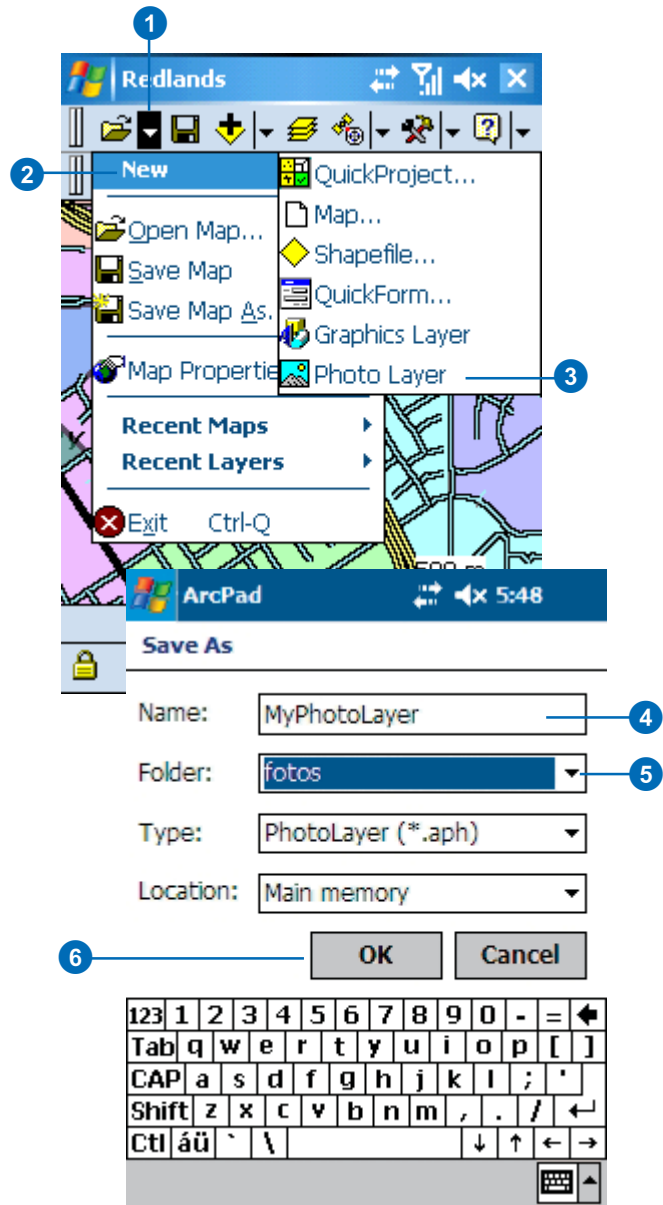 1
Redlands
2
New
QuickProject...
Open Map...
Map...
Save Map
Shapefile...
Save Map As.
QuickForm...
Graphics Layer
Map Propertie
Photo Layer
3
Recent Maps
Recent Layers
Exit Ctrl-Q
ArcPad 5:48
Save As
Name: MyPhotoLayer
4
Folder: fotos
5
Type: PhotoLayer (*.aph)
Location: Main memory
6
OK Cancel
123 1 2 3 4 5 6 7 8 9 0 - =
Tab q w e r t y u i o p [ ]
CAP a s d f g h j k l ; '
Shift z x c v b n m , . /
Ctl áü ` \